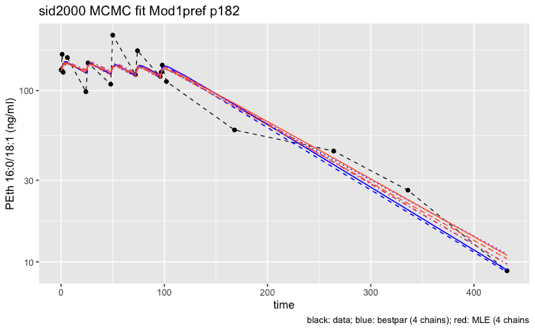 sid2000 MCMC fit Mod1pref p182
PEth 16:0/18:1 (ng/ml)
100
30
10
0
100
200
300
400
time
black: data; blue: bestpar (4 chains); red: MLE (4 chains